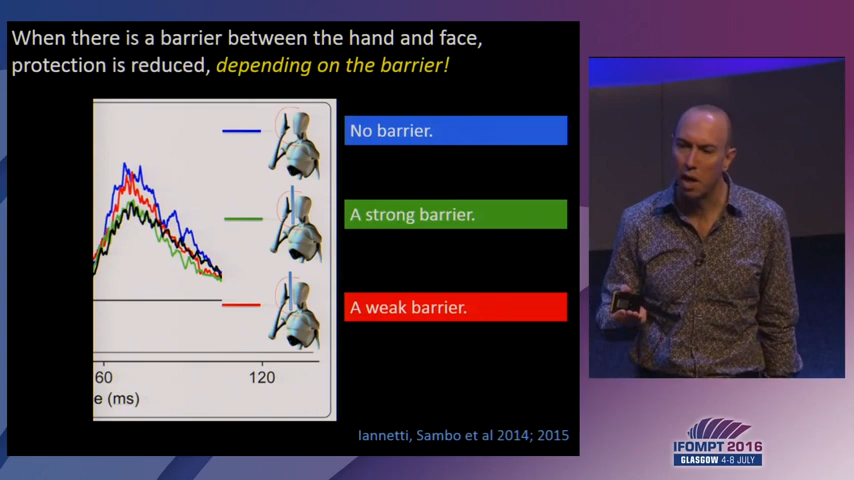 When there is a barrier between the hand and face,
protection is reduced, depending on the barrier!
No barrier.
A strong barrier.
A weak barrier.
60
120
e (ms)
Iannetti, Sambo et al 2014; 2015
IFOMPT 2016
GLASGOW 4-8 JULY